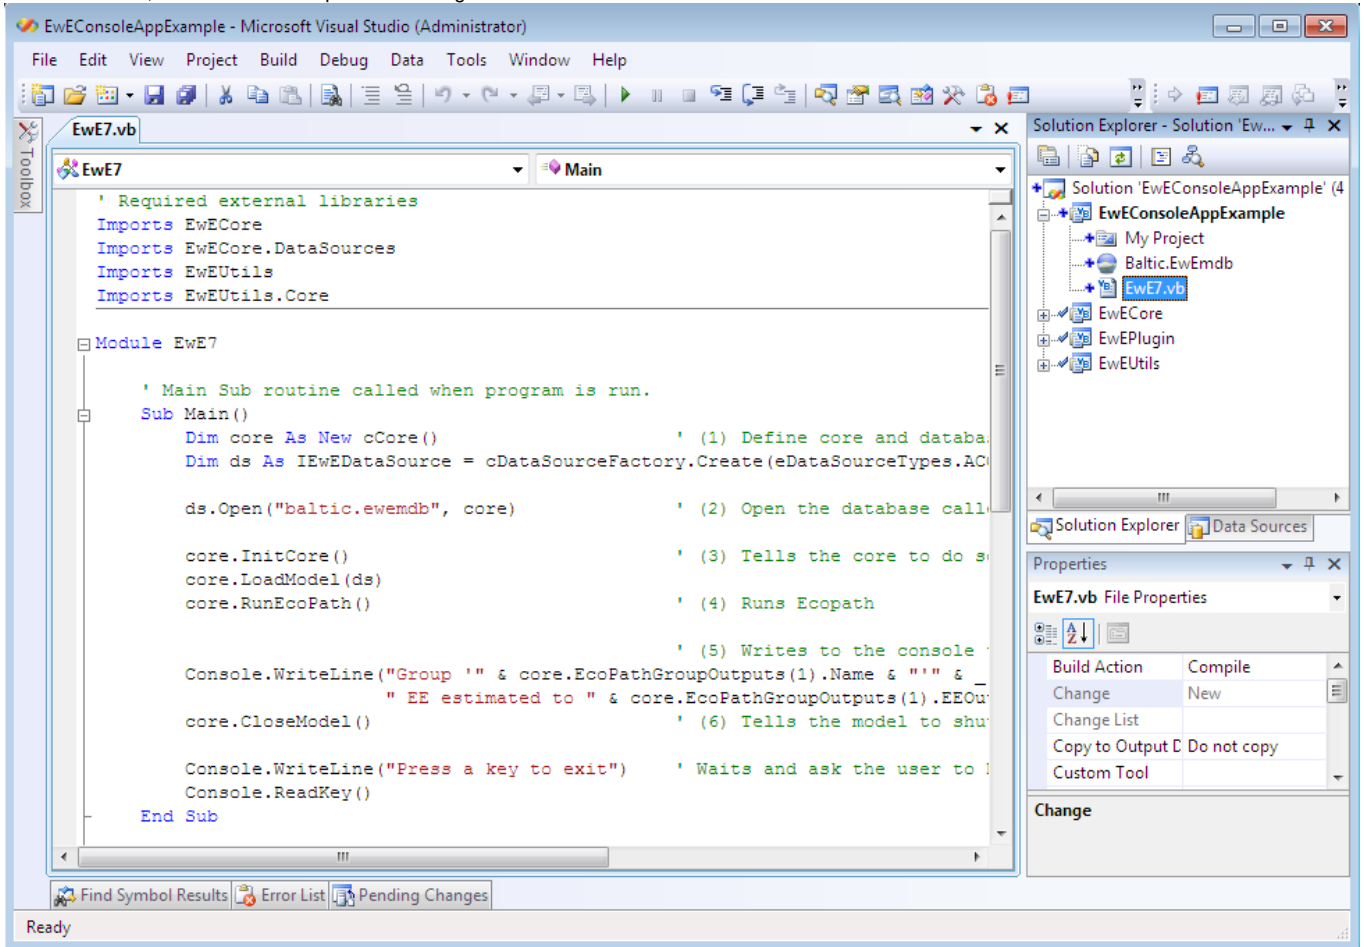 EwEConsoleAppExample - Microsoft Visual Studio (Administrator)
File Edit View Project Build Debug Data Tools Window Help
Toolbox
EwE7.vb
EwE7
Main
' Required external libraries
Imports EwECore
Imports EwECore.DataSources
Imports EwEUtils
Imports EwEUtils.Core
Module EwE7
' Main Sub routine called when program is run.
Sub Main()
Dim core As New cCore() ' (1) Define core and databa
Dim ds As IEwEDataSource = cDataSourceFactory.Create(eDataSourceTypes.AC
ds.Open("baltic.ewemdb", core) ' (2) Open the database call
core.InitCore() ' (3) Tells the core to do s
core.LoadModel(ds)
core.RunEcoPath() ' (4) Runs Ecopath
' (5) Writes to the console
Console.WriteLine("Group '" & core.EcoPathGroupOutputs(1).Name & "'" & _
" EE estimated to " & core.EcoPathGroupOutputs(1).EEOu
core.CloseModel() ' (6) Tells the model to shu
Console.WriteLine("Press a key to exit") ' Waits and ask the user to
Console.ReadKey()
End Sub
Solution Explorer - Solution 'Ew...
Solution 'EwEConsoleAppExample' (4
EwEConsoleAppExample
My Project
Baltic.EwEmdb
EwE7.vb
EwECore
EwEPlugin
EwEUtils
Solution Explorer Data Sources
Properties
EwE7.vb File Properties
Build Action Compile
Change New
Change List
Copy to Output D Do not copy
Custom Tool
Change
Find Symbol Results Error List Pending Changes
Ready